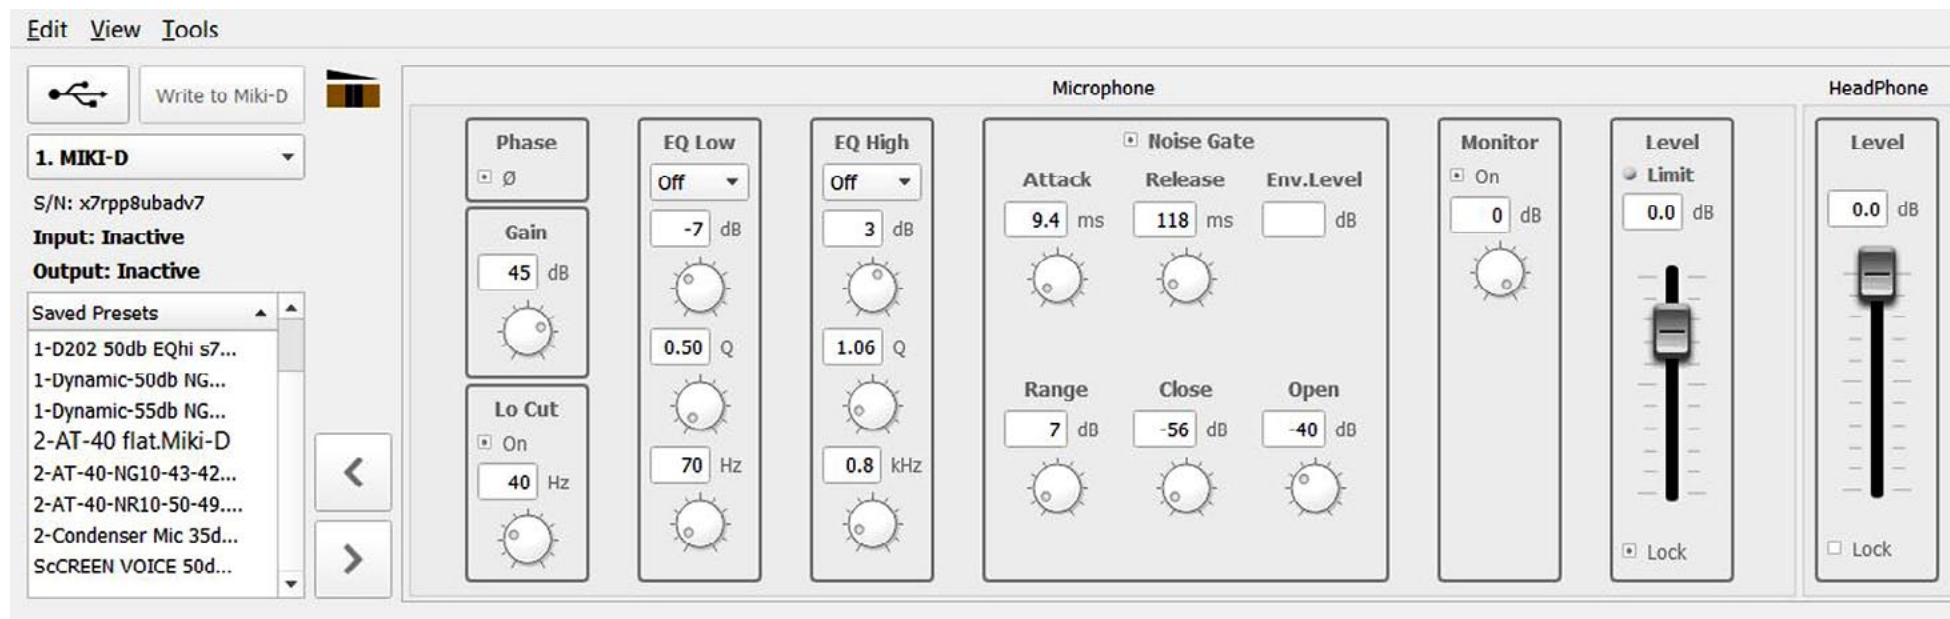 Edit View Tools
Write to Miki-D
1. MIKI-D
S/N: x7rpp8ubadv7
Input: Inactive
Output: Inactive
Saved Presets
1-D202 50db EQhi s7...
1-Dynamic-50db NG...
1-Dynamic-55db NG...
2-AT-40 flat.Miki-D
2-AT-40-NG10-43-42...
2-AT-40-NR10-50-49....
2-Condenser Mic 35d...
ScCREEN VOICE 50d...
Microphone
Phase
Ø
Gain
45 dB
Lo Cut
On
40 Hz
EQ Low
Off
-7 dB
0.50 Q
70 Hz
EQ High
Off
3 dB
1.06 Q
0.8 kHz
Noise Gate
Attack Release Env.Level
9.4 ms 118 ms dB
Range Close Open
7 dB -56 dB -40 dB
Monitor
On
0 dB
Level
Limit
0.0 dB
Lock
HeadPhone
Level
0.0 dB
Lock